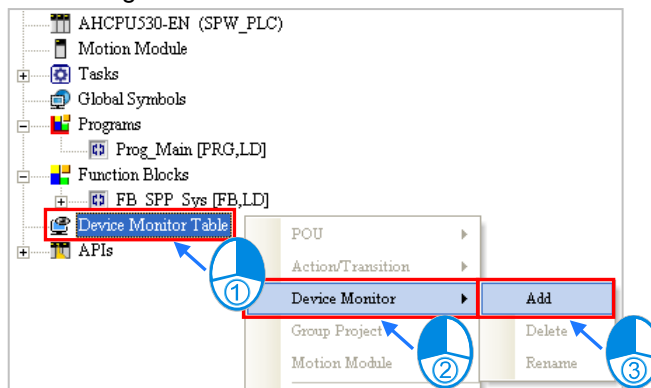 AHCPU530-EN (SPW_PLC)
Motion Module
Tasks
Global Symbols
Programs
Prog_Main [PRG,LD]
Function Blocks
FB_SPP_Sys [FB,LD]
Device Monitor Table
APIs
POU
Action/Transition
Device Monitor
Group Project
Motion Module
Add
Delete
Rename
1
2
3